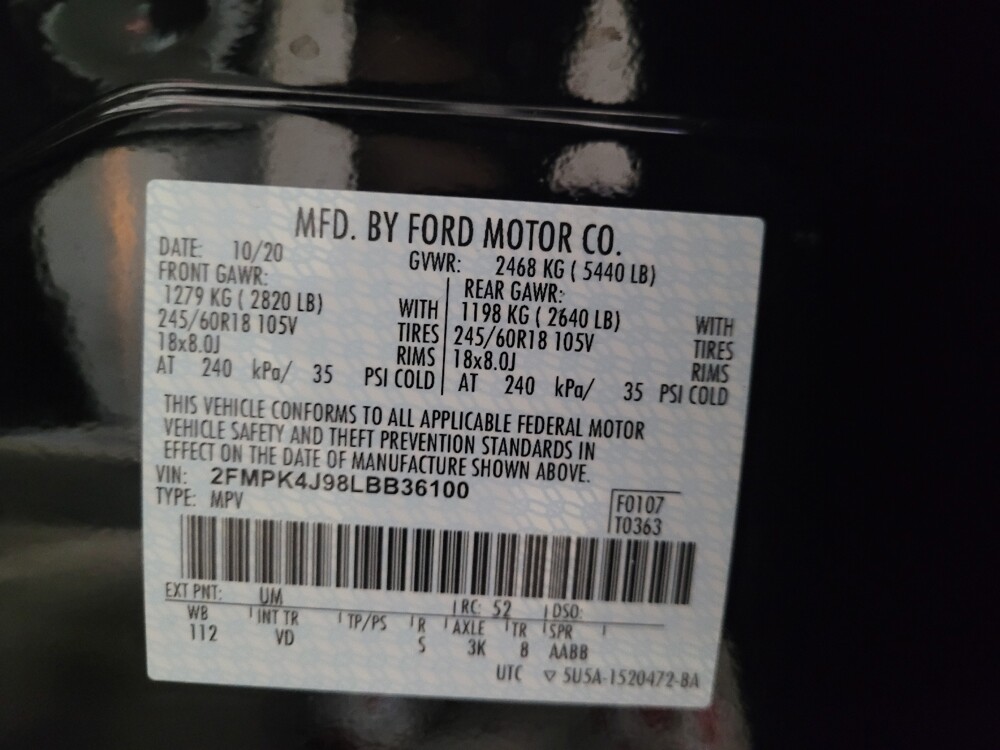 MFD. BY FORD MOTOR CO.
DATE: 10/20 GVWR: 2468 KG ( 5440 LB)
FRONT GAWR: REAR GAWR:
1279 KG ( 2820 LB) WITH 1198 KG ( 2640 LB) WITH
245/60R18 105V TIRES 245/60R18 105V TIRES
18x8.0J RIMS 18x8.0J RIMS
AT 240 kPa/ 35 PSI COLD AT 240 kPa/ 35 PSI COLD
THIS VEHICLE CONFORMS TO ALL APPLICABLE FEDERAL MOTOR
VEHICLE SAFETY AND THEFT PREVENTION STANDARDS IN
EFFECT ON THE DATE OF MANUFACTURE SHOWN ABOVE.
VIN: 2FMPK4J98LBB36100
TYPE: MPV
F0107
T0363
EXT PNT: UM RC: 52 DSO:
WB INT TR TP/PS R AXLE TR SPR
112 VD S 3K B AABB
UTC ▽ 5U5A-1520472-BA